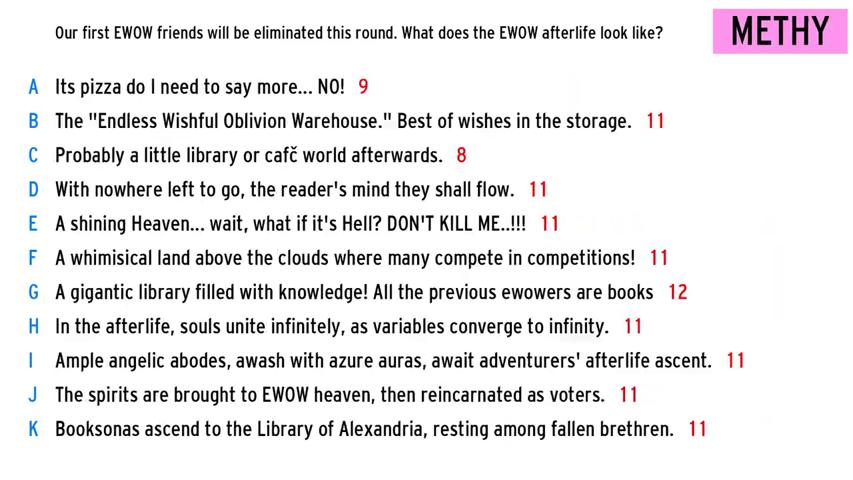 Our first EWOW friends will be eliminated this round. What does the EWOW afterlife look like?
METHY
A Its pizza do I need to say more... NO! 9
B The "Endless Wishful Oblivion Warehouse." Best of wishes in the storage. 11
C Probably a little library or cafč world afterwards. 8
D With nowhere left to go, the reader's mind they shall flow. 11
E A shining Heaven... wait, what if it's Hell? DON'T KILL ME..!!! 11
F A whimisical land above the clouds where many compete in competitions! 11
G A gigantic library filled with knowledge! All the previous ewowers are books 12
H In the afterlife, souls unite infinitely, as variables converge to infinity. 11
I Ample angelic abodes, awash with azure auras, await adventurers' afterlife ascent. 11
J The spirits are brought to EWOW heaven, then reincarnated as voters. 11
K Booksonas ascend to the Library of Alexandria, resting among fallen brethren. 11